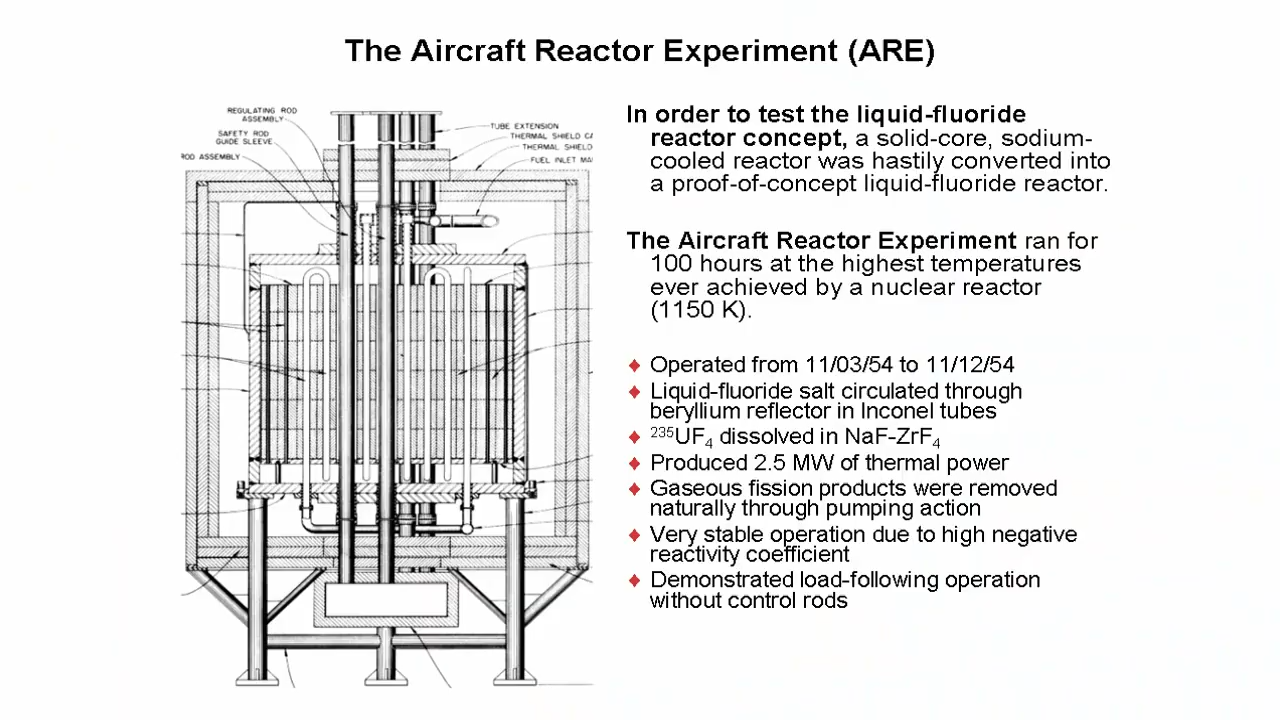 The Aircraft Reactor Experiment (ARE)
REGULATING ROD
ASSEMBLY
SAFETY ROD
GUIDE SLEEVE
ROD ASSEMBLY
TUBE EXTENSION
THERMAL SHIELD CA
THERMAL SHIELD
FUEL INLET MA
In order to test the liquid-fluoride
reactor concept, a solid-core, sodium-
cooled reactor was hastily converted into
a proof-of-concept liquid-fluoride reactor.
The Aircraft Reactor Experiment ran for
100 hours at the highest temperatures
ever achieved by a nuclear reactor
(1150 K).
♦ Operated from 11/03/54 to 11/12/54
♦ Liquid-fluoride salt circulated through
beryllium reflector in Inconel tubes
♦ ²³⁵UF₄ dissolved in NaF-ZrF₄
♦ Produced 2.5 MW of thermal power
♦ Gaseous fission products were removed
naturally through pumping action
♦ Very stable operation due to high negative
reactivity coefficient
♦ Demonstrated load-following operation
without control rods